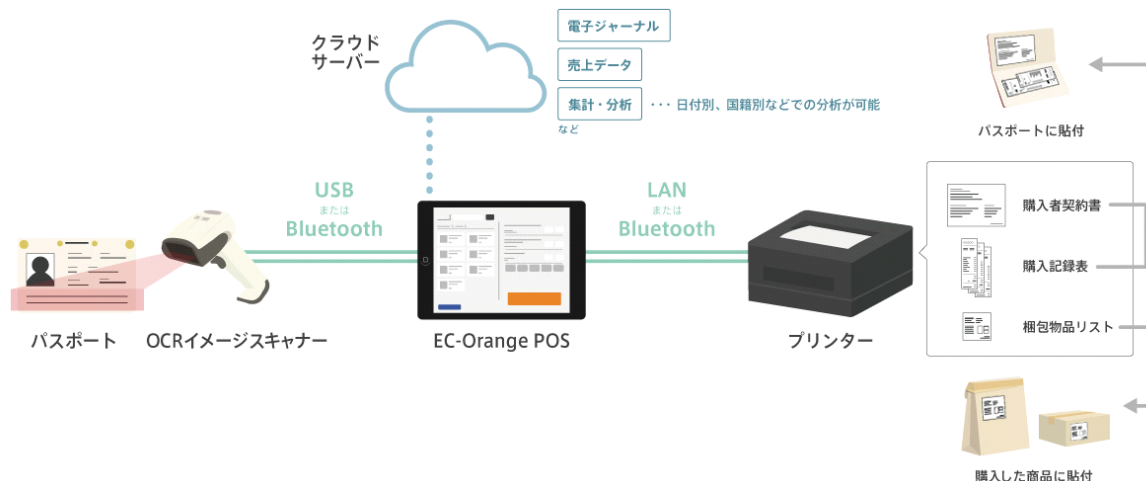 クラウド
サーバー
電子ジャーナル
売上データ
集計・分析 ・・・ 日付別、国籍別などでの分析が可能
など
パスポートに貼付
USB
または
Bluetooth
LAN
または
Bluetooth
購入者契約書
購入記録表
梱包物品リスト
パスポート
OCRイメージスキャナー
EC-Orange POS
プリンター
購入した商品に貼付